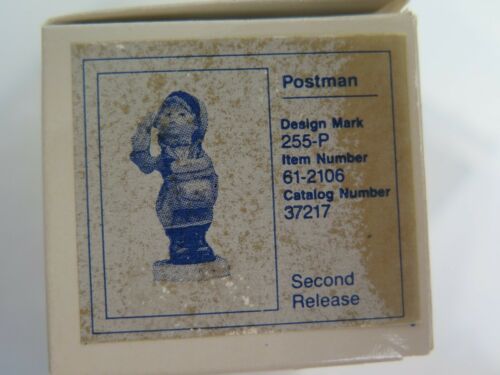 Postman
Design Mark
255-P
Item Number
61-2106
Catalog Number
37217
Second
Release